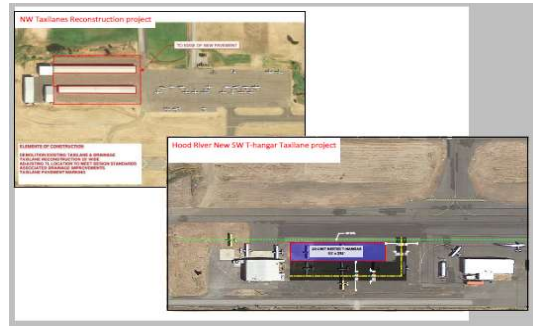 NW Taxilanes Reconstruction project
TO EDGE OF NEW PAVEMENT
ELEMENTS OF CONSTRUCTION
DEMOLITION EXISTING TAXILANE & DRAINAGE
TAXILANE RECONSTRUCTION 25' WIDE
ADJUSTING TL LOCATION TO MEET DESIGN STANDARDS
ASSOCIATED DRAINAGE IMPROVEMENTS
TAXILANE PAVEMENT MARKING
Hood River New SW T-hangar Taxilane project